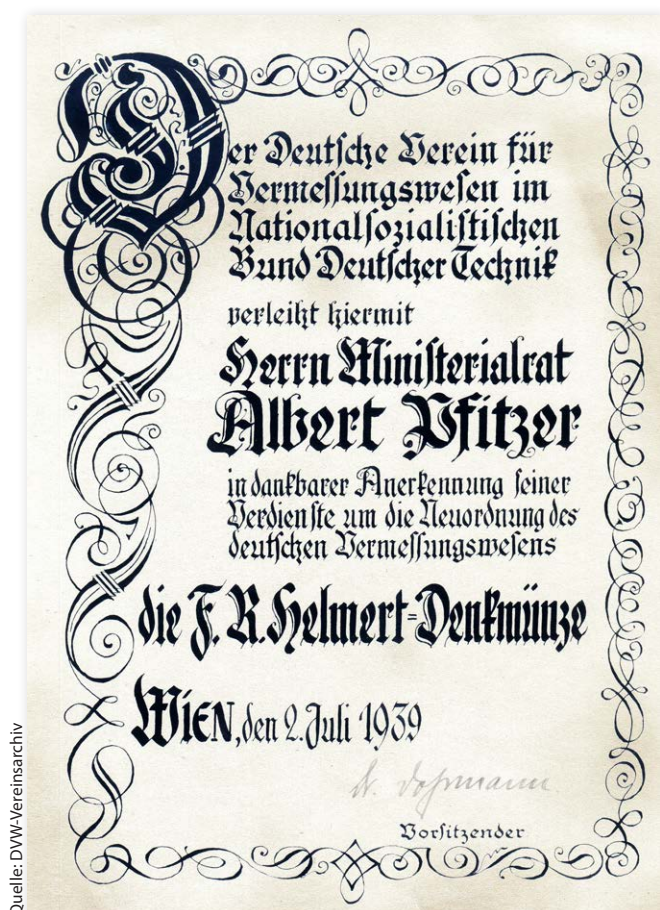 Der Deutsche Verein für
Vermessungswesen im
Nationalsozialistischen
Bund Deutscher Technik
verleiht hiermit
Herrn Ministerialrat
Albert Pfitzer
in dankbarer Anerkennung seiner
Verdienste um die Neuordnung des
deutschen Vermessungswesens
die F. R. Helmert=Denkmünze
WIEN, den 2. Juli 1939
Dr. Dohrmann
Vorsitzender
Quelle: DVW-Vereinsarchiv